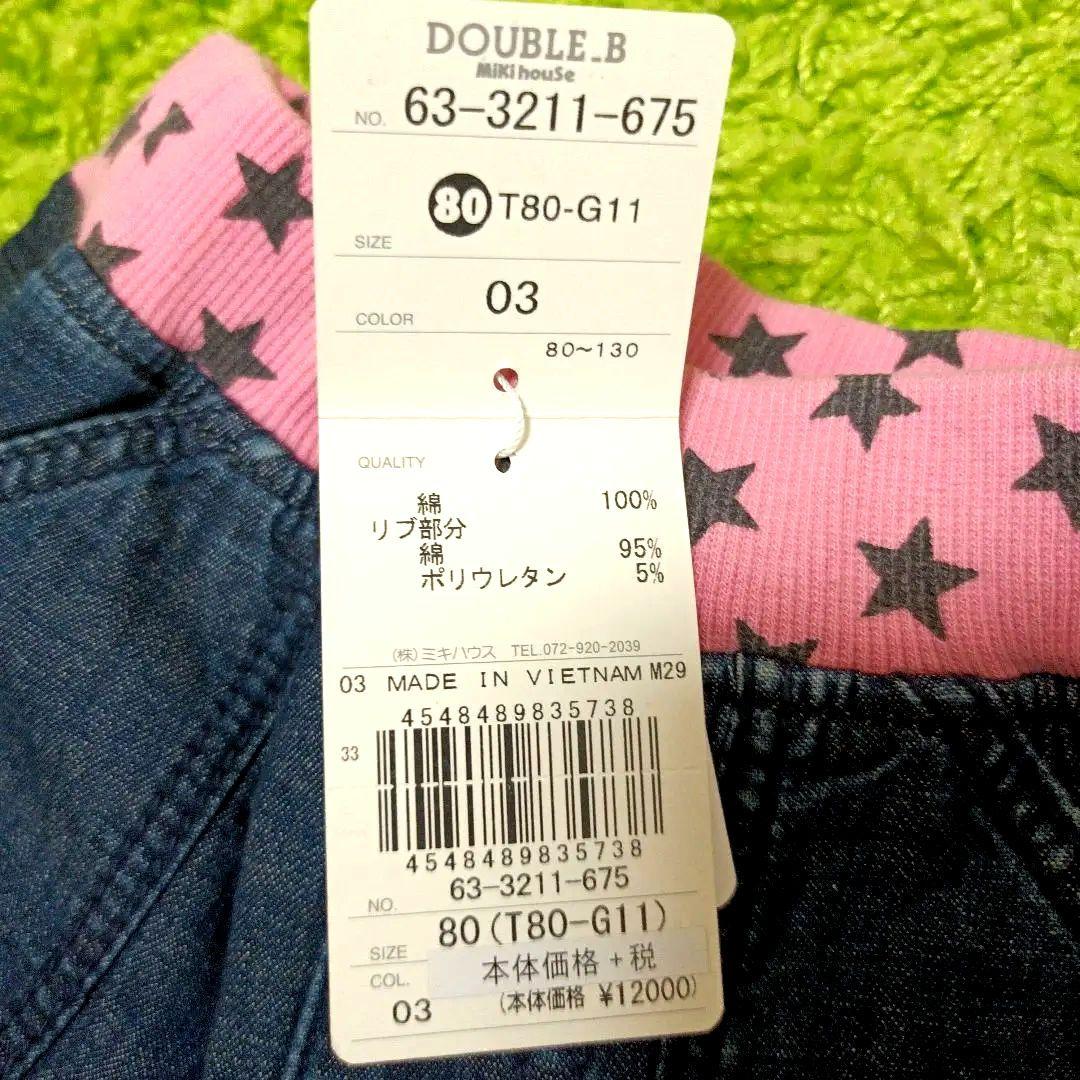 DOUBLE_B
MiKihouSe
NO. 63-3211-675
80 T80-G11
SIZE
03
COLOR
80~130
QUALITY
綿 100%
リブ部分
綿 95%
ポリウレタン 5%
(株)ミキハウス TEL.072-920-2039
03 MADE IN VIETNAM M29
4548489835738
33
4548489835738
63-3211-675
NO.
80(T80-G11)
SIZE
本体価格+税
COL.
(本体価格 ¥12000)
03